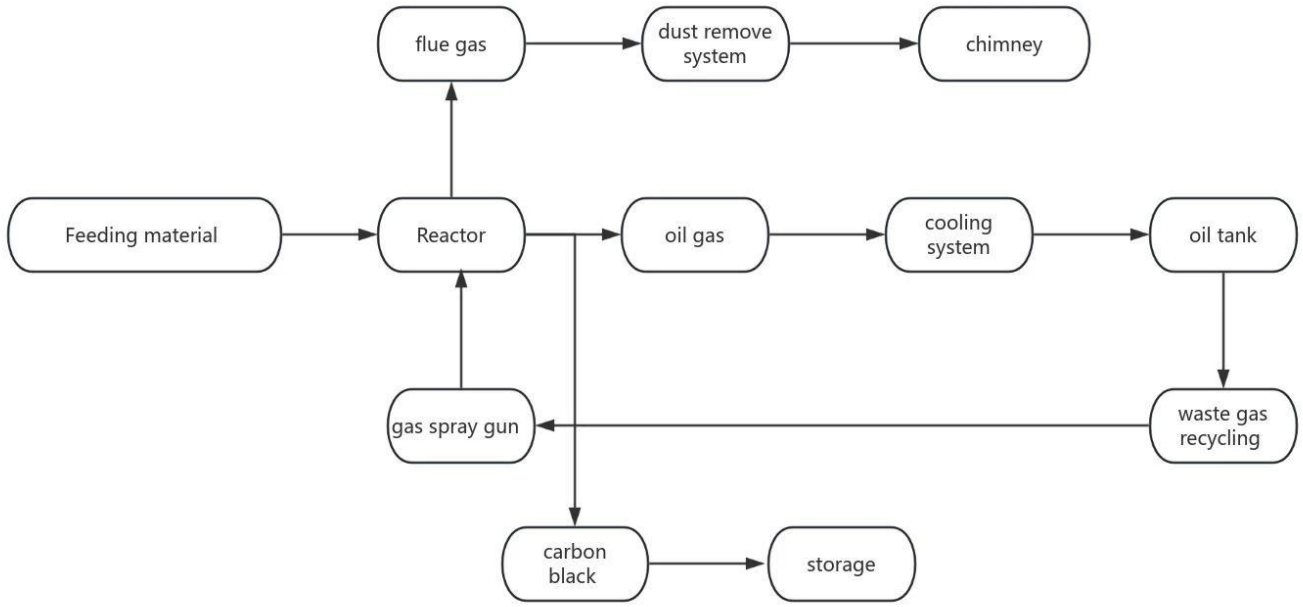 flue gas
dust remove
system
chimney
Feeding material
Reactor
oil gas
cooling
system
oil tank
gas spray gun
waste gas
recycling
carbon
black
storage